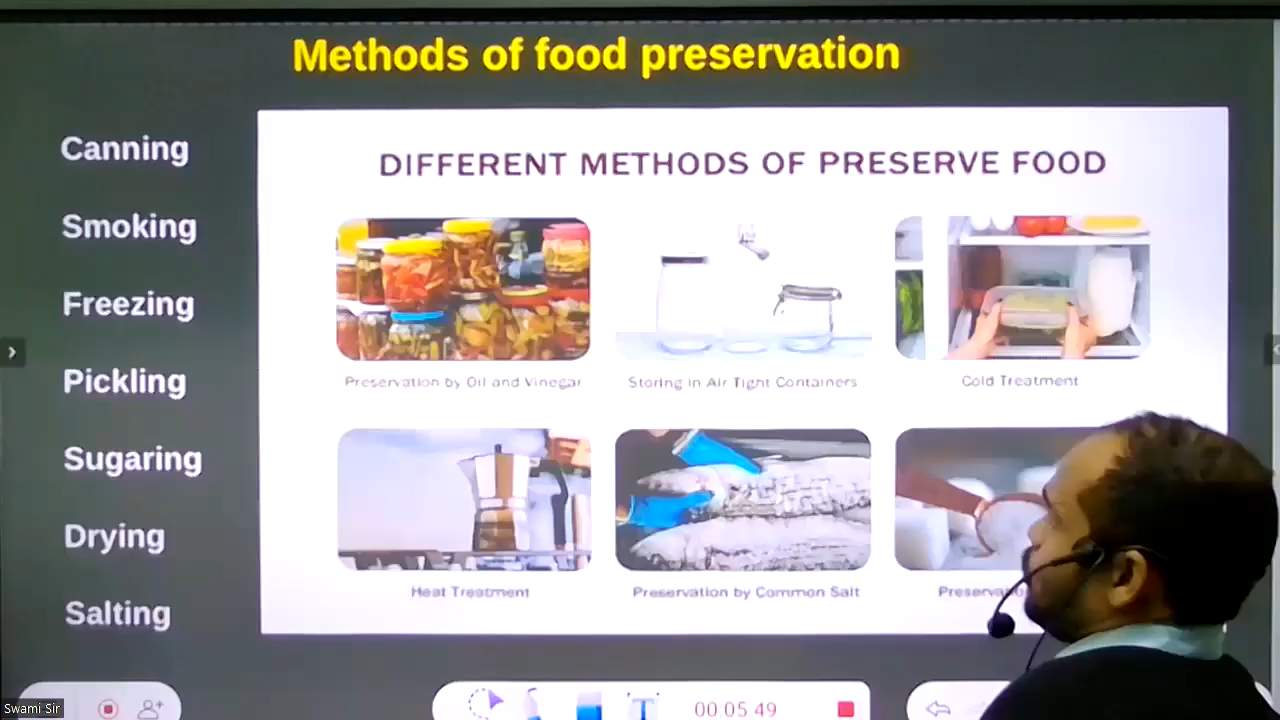 Methods of food preservation
Canning
Smoking
Freezing
Pickling
Sugaring
Drying
Salting
DIFFERENT METHODS OF PRESERVE FOOD
Preservation by Oil and Vinegar
Storing in Air Tight Containers
Cold Treatment
Heat Treatment
Preservation by Common Salt
Swami Sir
00:05:49